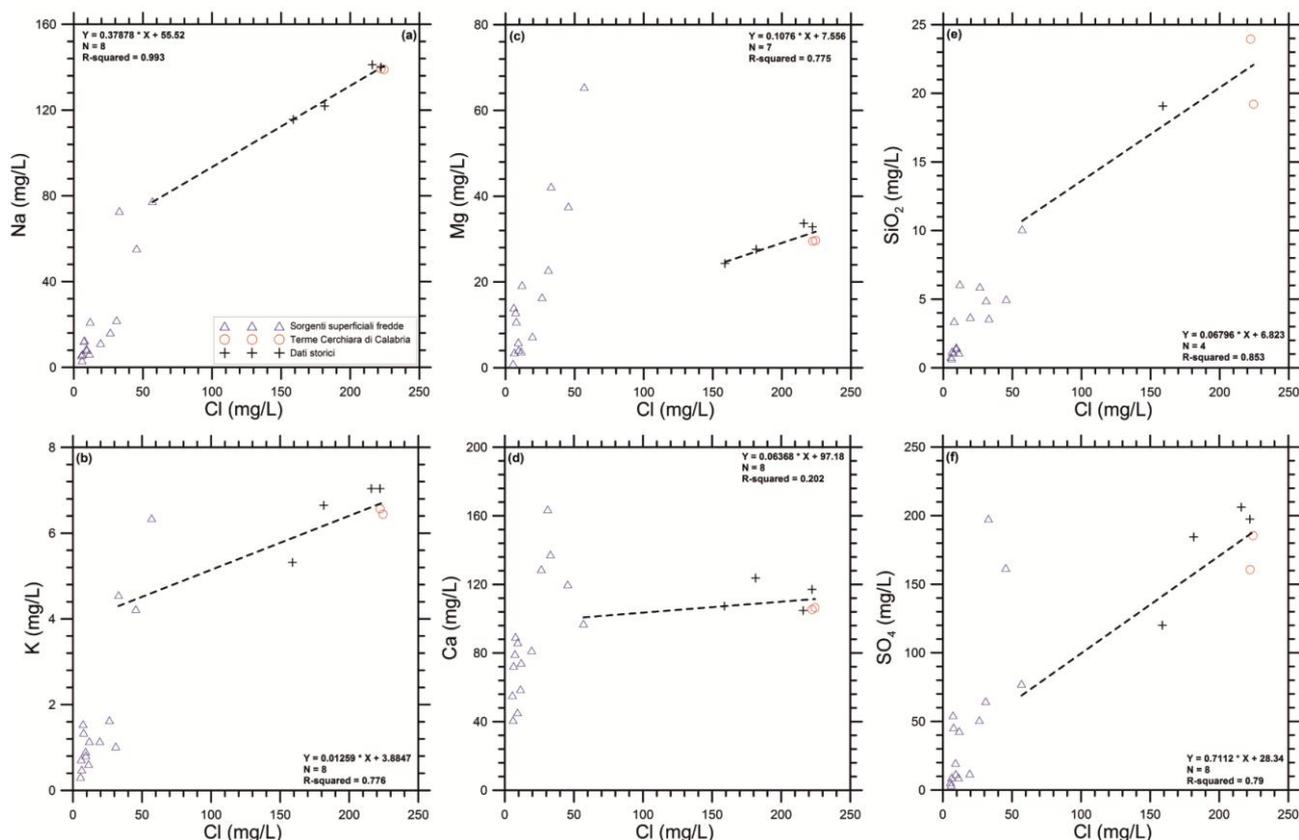 Y = 0.37878 * X + 55.52
N = 8
R-squared = 0.993
(a)
Na (mg/L)
160
120
80
40
0
0 50 100 150 200 250
Cl (mg/L)
Sorgenti superficiali fredde
Terme Cerchiara di Calabria
Dati storici
(c)
Y = 0.1076 * X + 7.556
N = 7
R-squared = 0.775
Mg (mg/L)
80
60
40
20
0
0 50 100 150 200 250
Cl (mg/L)
(e)
SiO2 (mg/L)
25
20
15
10
5
0
Y = 0.06796 * X + 6.823
N = 4
R-squared = 0.853
0 50 100 150 200 250
Cl (mg/L)
(b)
K (mg/L)
8
6
4
2
0
Y = 0.01259 * X + 3.8847
N = 8
R-squared = 0.776
0 50 100 150 200 250
Cl (mg/L)
(d)
Y = 0.06368 * X + 97.18
N = 8
R-squared = 0.202
Ca (mg/L)
200
160
120
80
40
0
0 50 100 150 200 250
Cl (mg/L)
(f)
SO4 (mg/L)
250
200
150
100
50
0
Y = 0.7112 * X + 28.34
N = 8
R-squared = 0.79
0 50 100 150 200 250
Cl (mg/L)